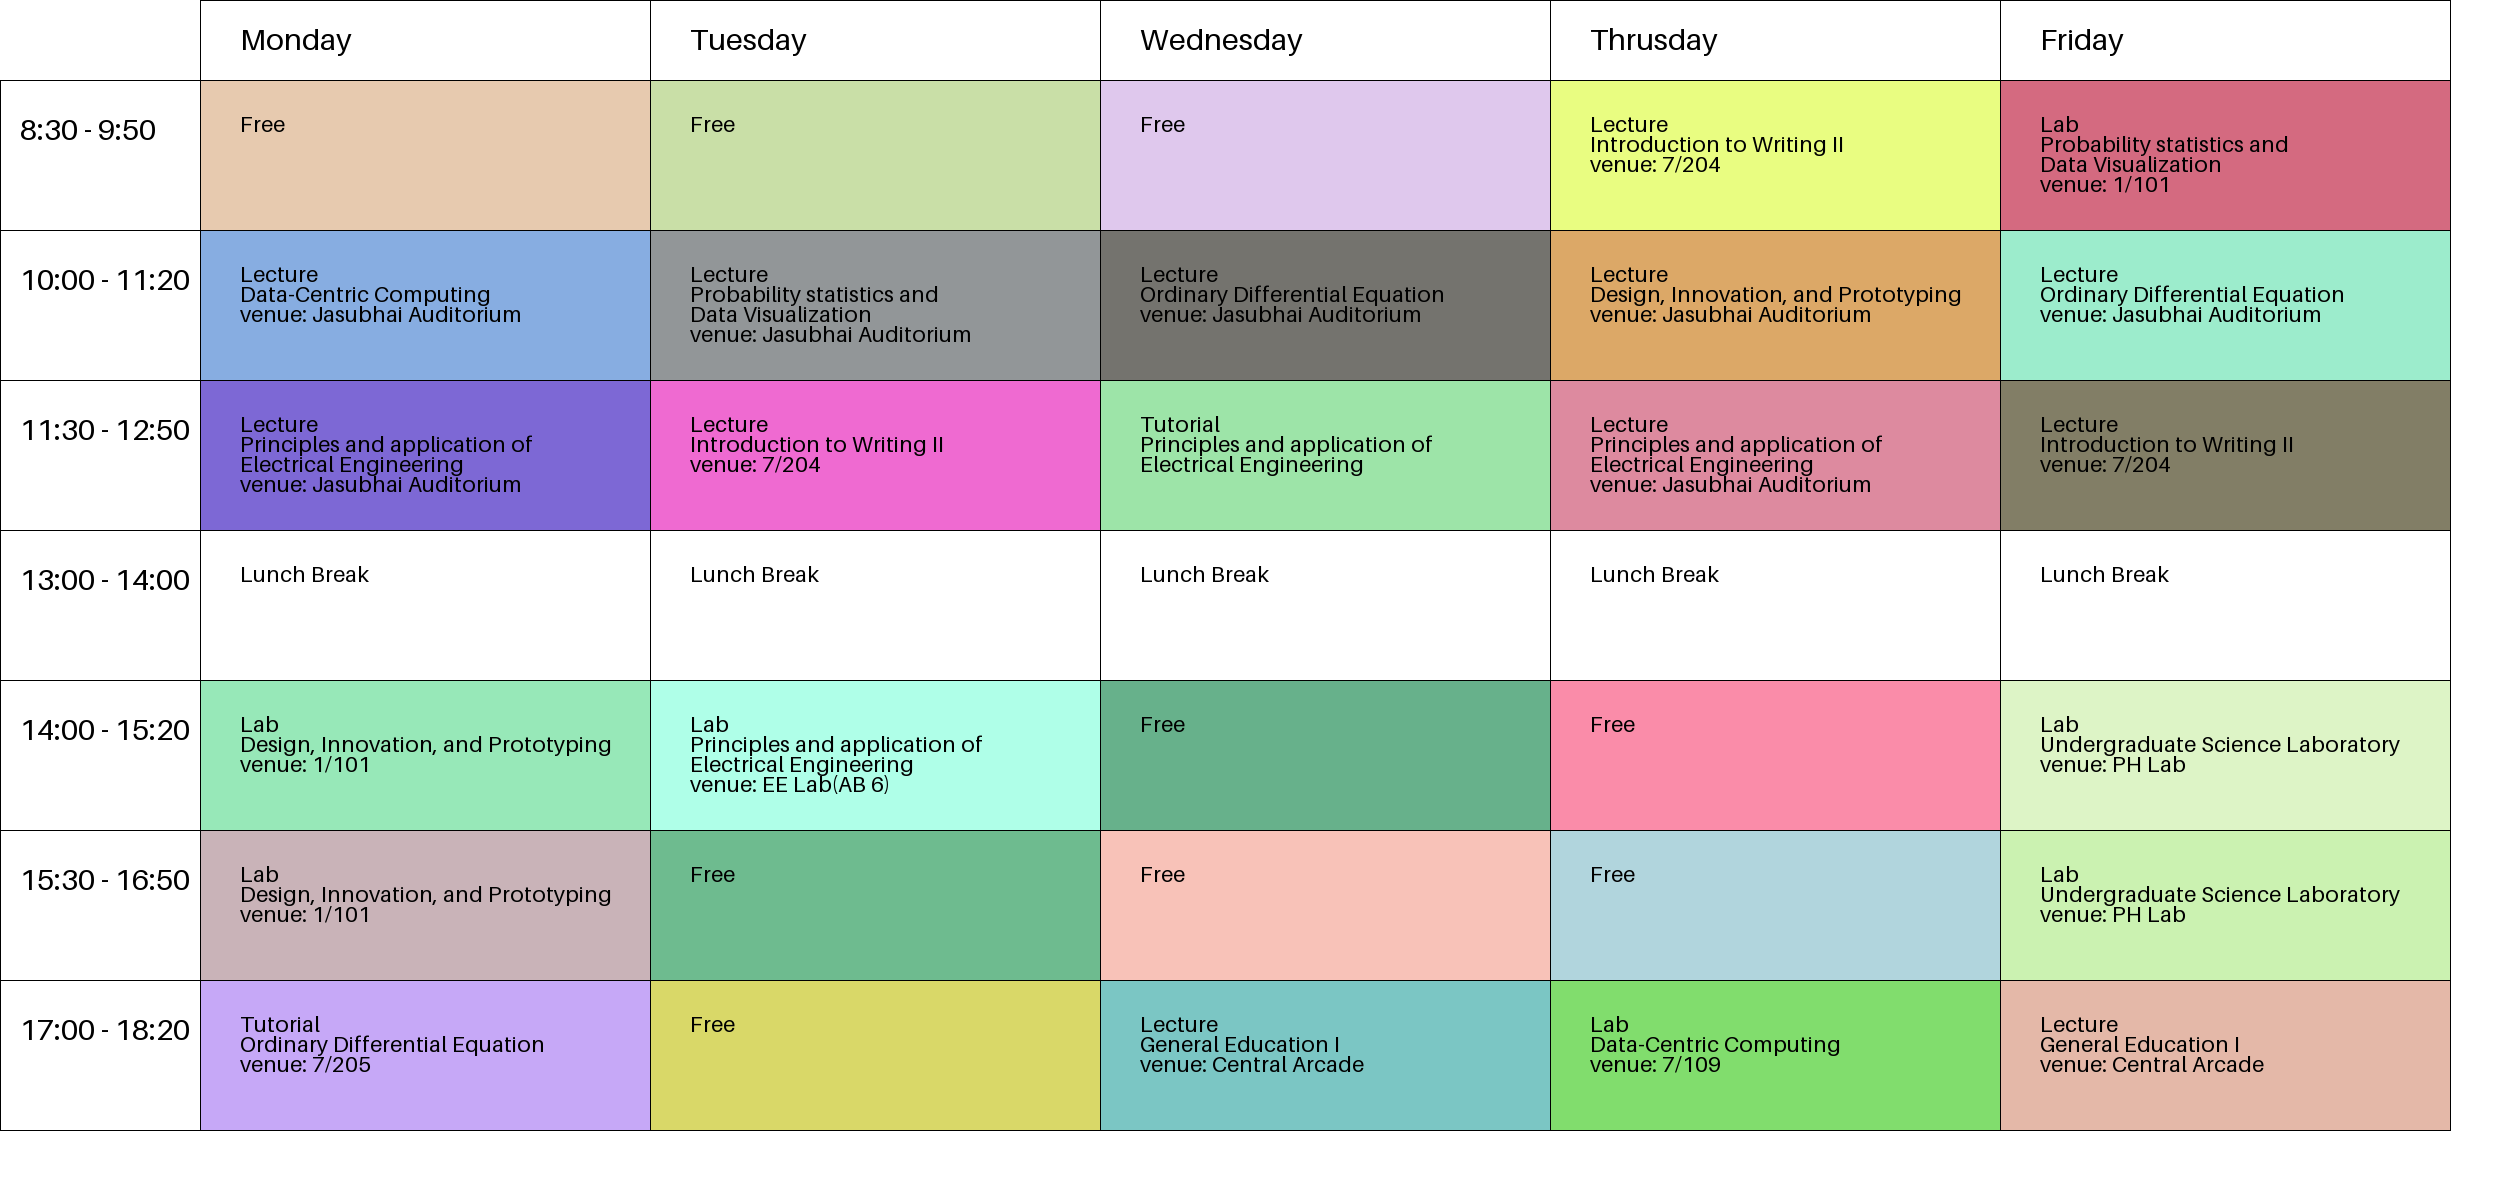 Monday
Tuesday
Wednesday
Thrusday
Friday
8:30 - 9:50
Free
Free
Free
Lecture
Introduction to Writing II
venue: 7/204
Lab
Probability statistics and
Data Visualization
venue: 1/101
10:00 - 11:20
Lecture
Data-Centric Computing
venue: Jasubhai Auditorium
Lecture
Probability statistics and
Data Visualization
venue: Jasubhai Auditorium
Lecture
Ordinary Differential Equation
venue: Jasubhai Auditorium
Lecture
Design, Innovation, and Prototyping
venue: Jasubhai Auditorium
Lecture
Ordinary Differential Equation
venue: Jasubhai Auditorium
11:30 - 12:50
Lecture
Principles and application of
Electrical Engineering
venue: Jasubhai Auditorium
Lecture
Introduction to Writing II
venue: 7/204
Tutorial
Principles and application of
Electrical Engineering
Lecture
Principles and application of
Electrical Engineering
venue: Jasubhai Auditorium
Lecture
Introduction to Writing II
venue: 7/204
13:00 - 14:00
Lunch Break
Lunch Break
Lunch Break
Lunch Break
Lunch Break
14:00 - 15:20
Lab
Design, Innovation, and Prototyping
venue: 1/101
Lab
Principles and application of
Electrical Engineering
venue: EE Lab(AB 6)
Free
Free
Lab
Undergraduate Science Laboratory
venue: PH Lab
15:30 - 16:50
Lab
Design, Innovation, and Prototyping
venue: 1/101
Free
Free
Free
Lab
Undergraduate Science Laboratory
venue: PH Lab
17:00 - 18:20
Tutorial
Ordinary Differential Equation
venue: 7/205
Free
Lecture
General Education I
venue: Central Arcade
Lab
Data-Centric Computing
venue: 7/109
Lecture
General Education I
venue: Central Arcade